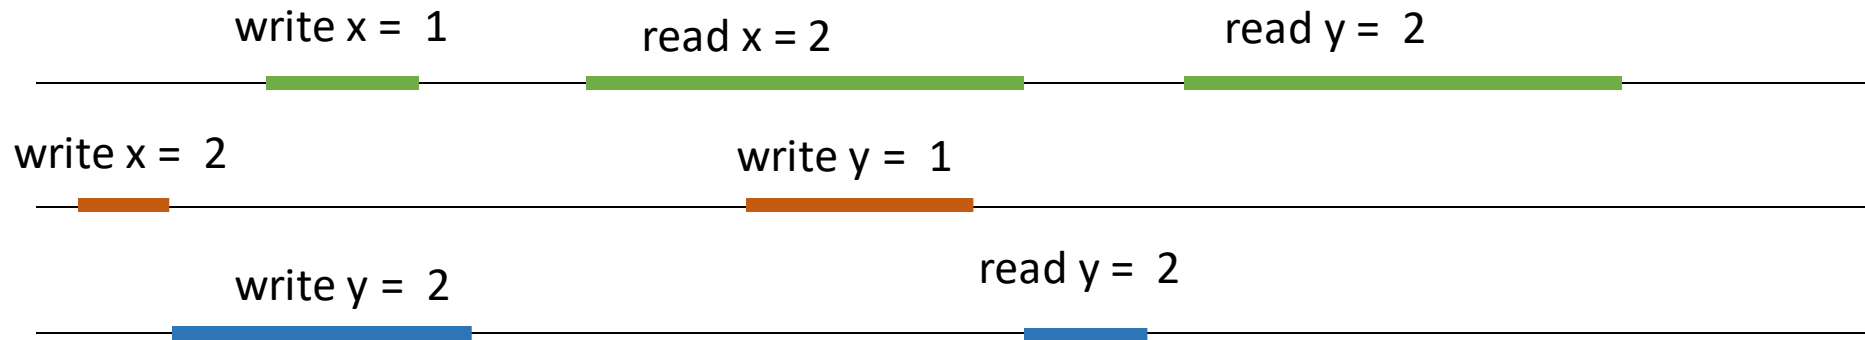 write x = 1
read x = 2
read y = 2
write x = 2
write y = 1
write y = 2
read y = 2